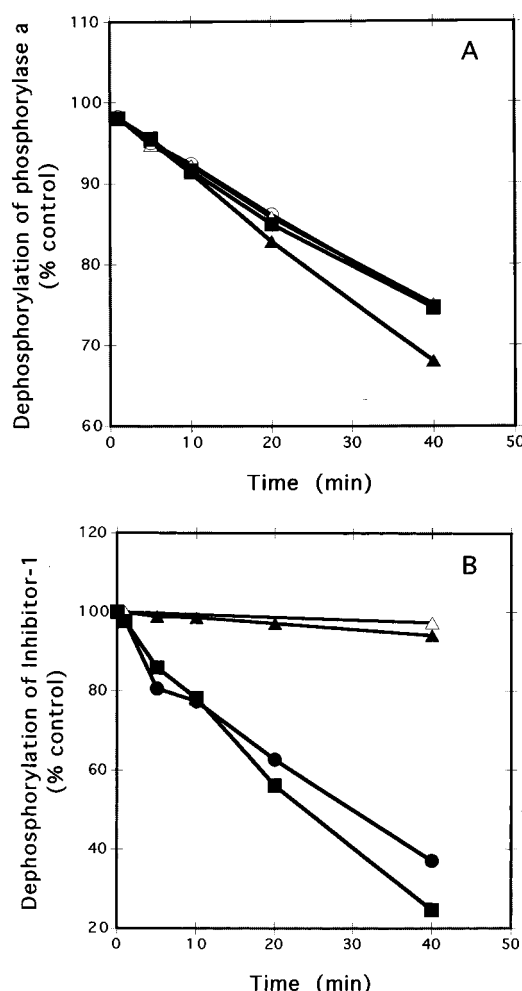 110
A
100
90
80
70
60
0 10 20 30 40 50
Time (min)
Dephosphorylation of phosphorylase a
(% control)
120
B
100
80
60
40
20
0 10 20 30 40 50
Time (min)
Dephosphorylation of Inhibitor-1
(% control)